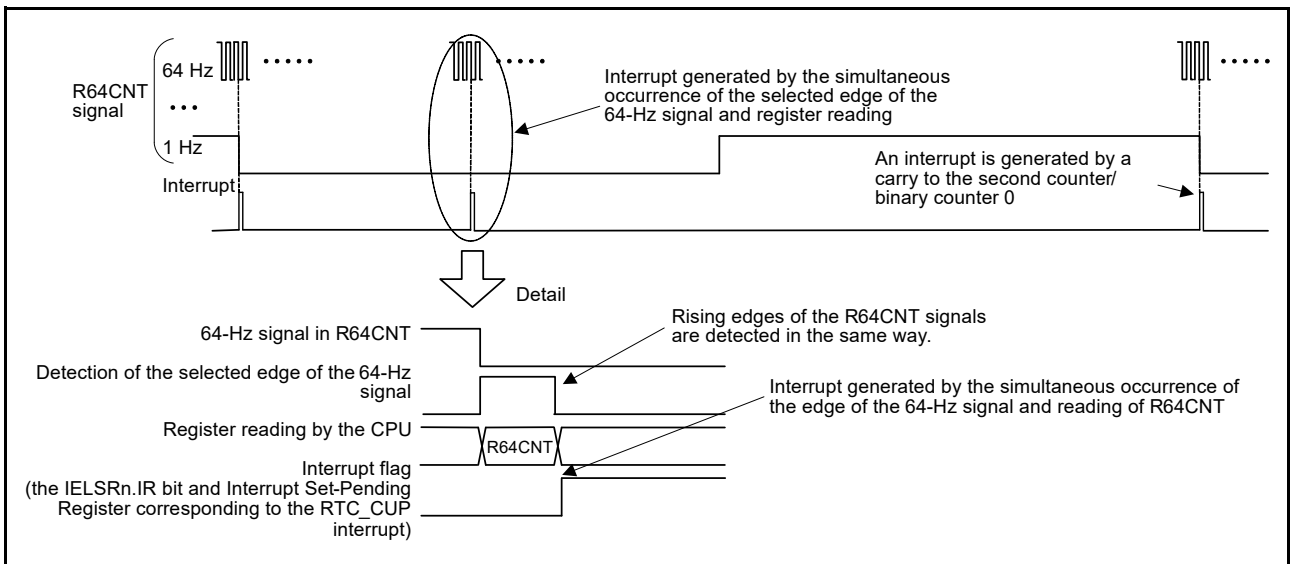 64 Hz
R64CNT
signal
• • •
1 Hz
Interrupt
• • • • •
• • • • •
• • • • •
Interrupt generated by the simultaneous
occurrence of the selected edge of the
64-Hz signal and register reading
An interrupt is generated by a
carry to the second counter/
binary counter 0
Detail
64-Hz signal in R64CNT
Rising edges of the R64CNT signals
are detected in the same way.
Detection of the selected edge of the 64-Hz
signal
Interrupt generated by the simultaneous occurrence of
the edge of the 64-Hz signal and reading of R64CNT
Register reading by the CPU
R64CNT
Interrupt flag
(the IELSRn.IR bit and Interrupt Set-Pending
Register corresponding to the RTC_CUP
interrupt)